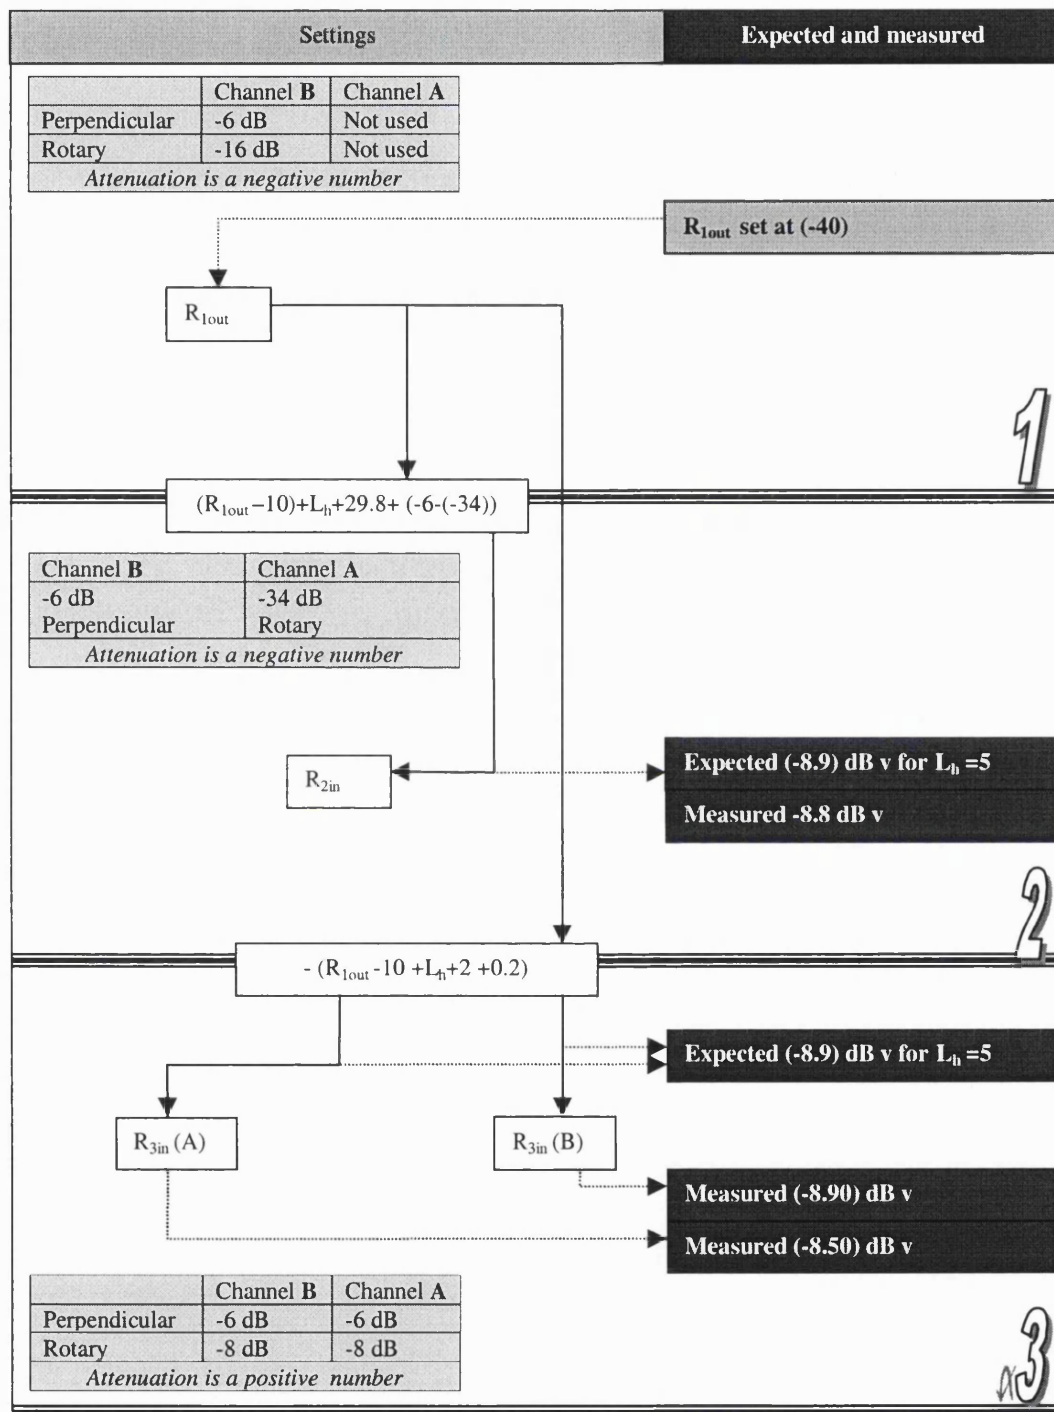 Settings Expected and measured
Channel B Channel A
Perpendicular -6 dB Not used
Rotary -16 dB Not used
Attenuation is a negative number
R1out set at (-40)
R1out
1
(R1out−10)+Lh+29.8+ (-6-(-34))
Channel B Channel A
-6 dB -34 dB
Perpendicular Rotary
Attenuation is a negative number
R2in
Expected (-8.9) dB v for Lh =5
Measured -8.8 dB v
2
- (R1out -10 +Lh+2 +0.2)
Expected (-8.9) dB v for Lh =5
R3in (A) R3in (B)
Measured (-8.90) dB v
Measured (-8.50) dB v
Channel B Channel A
Perpendicular -6 dB -6 dB
Rotary -8 dB -8 dB
Attenuation is a positive number
3